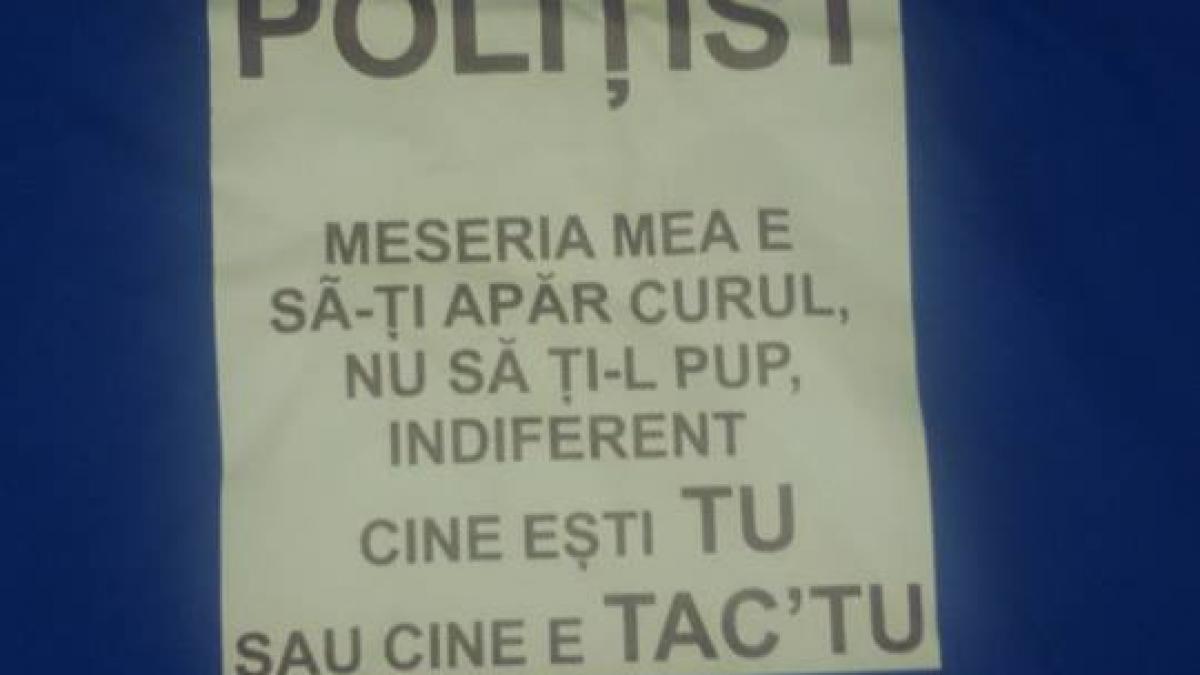 POLIȚIST
MESERIA MEA E
SÃ-ȚI APĂR CURUL,
NU SĂ ȚI-L PUP,
INDIFERENT
CINE EȘTI TU
SAU CINE E TAC'TU